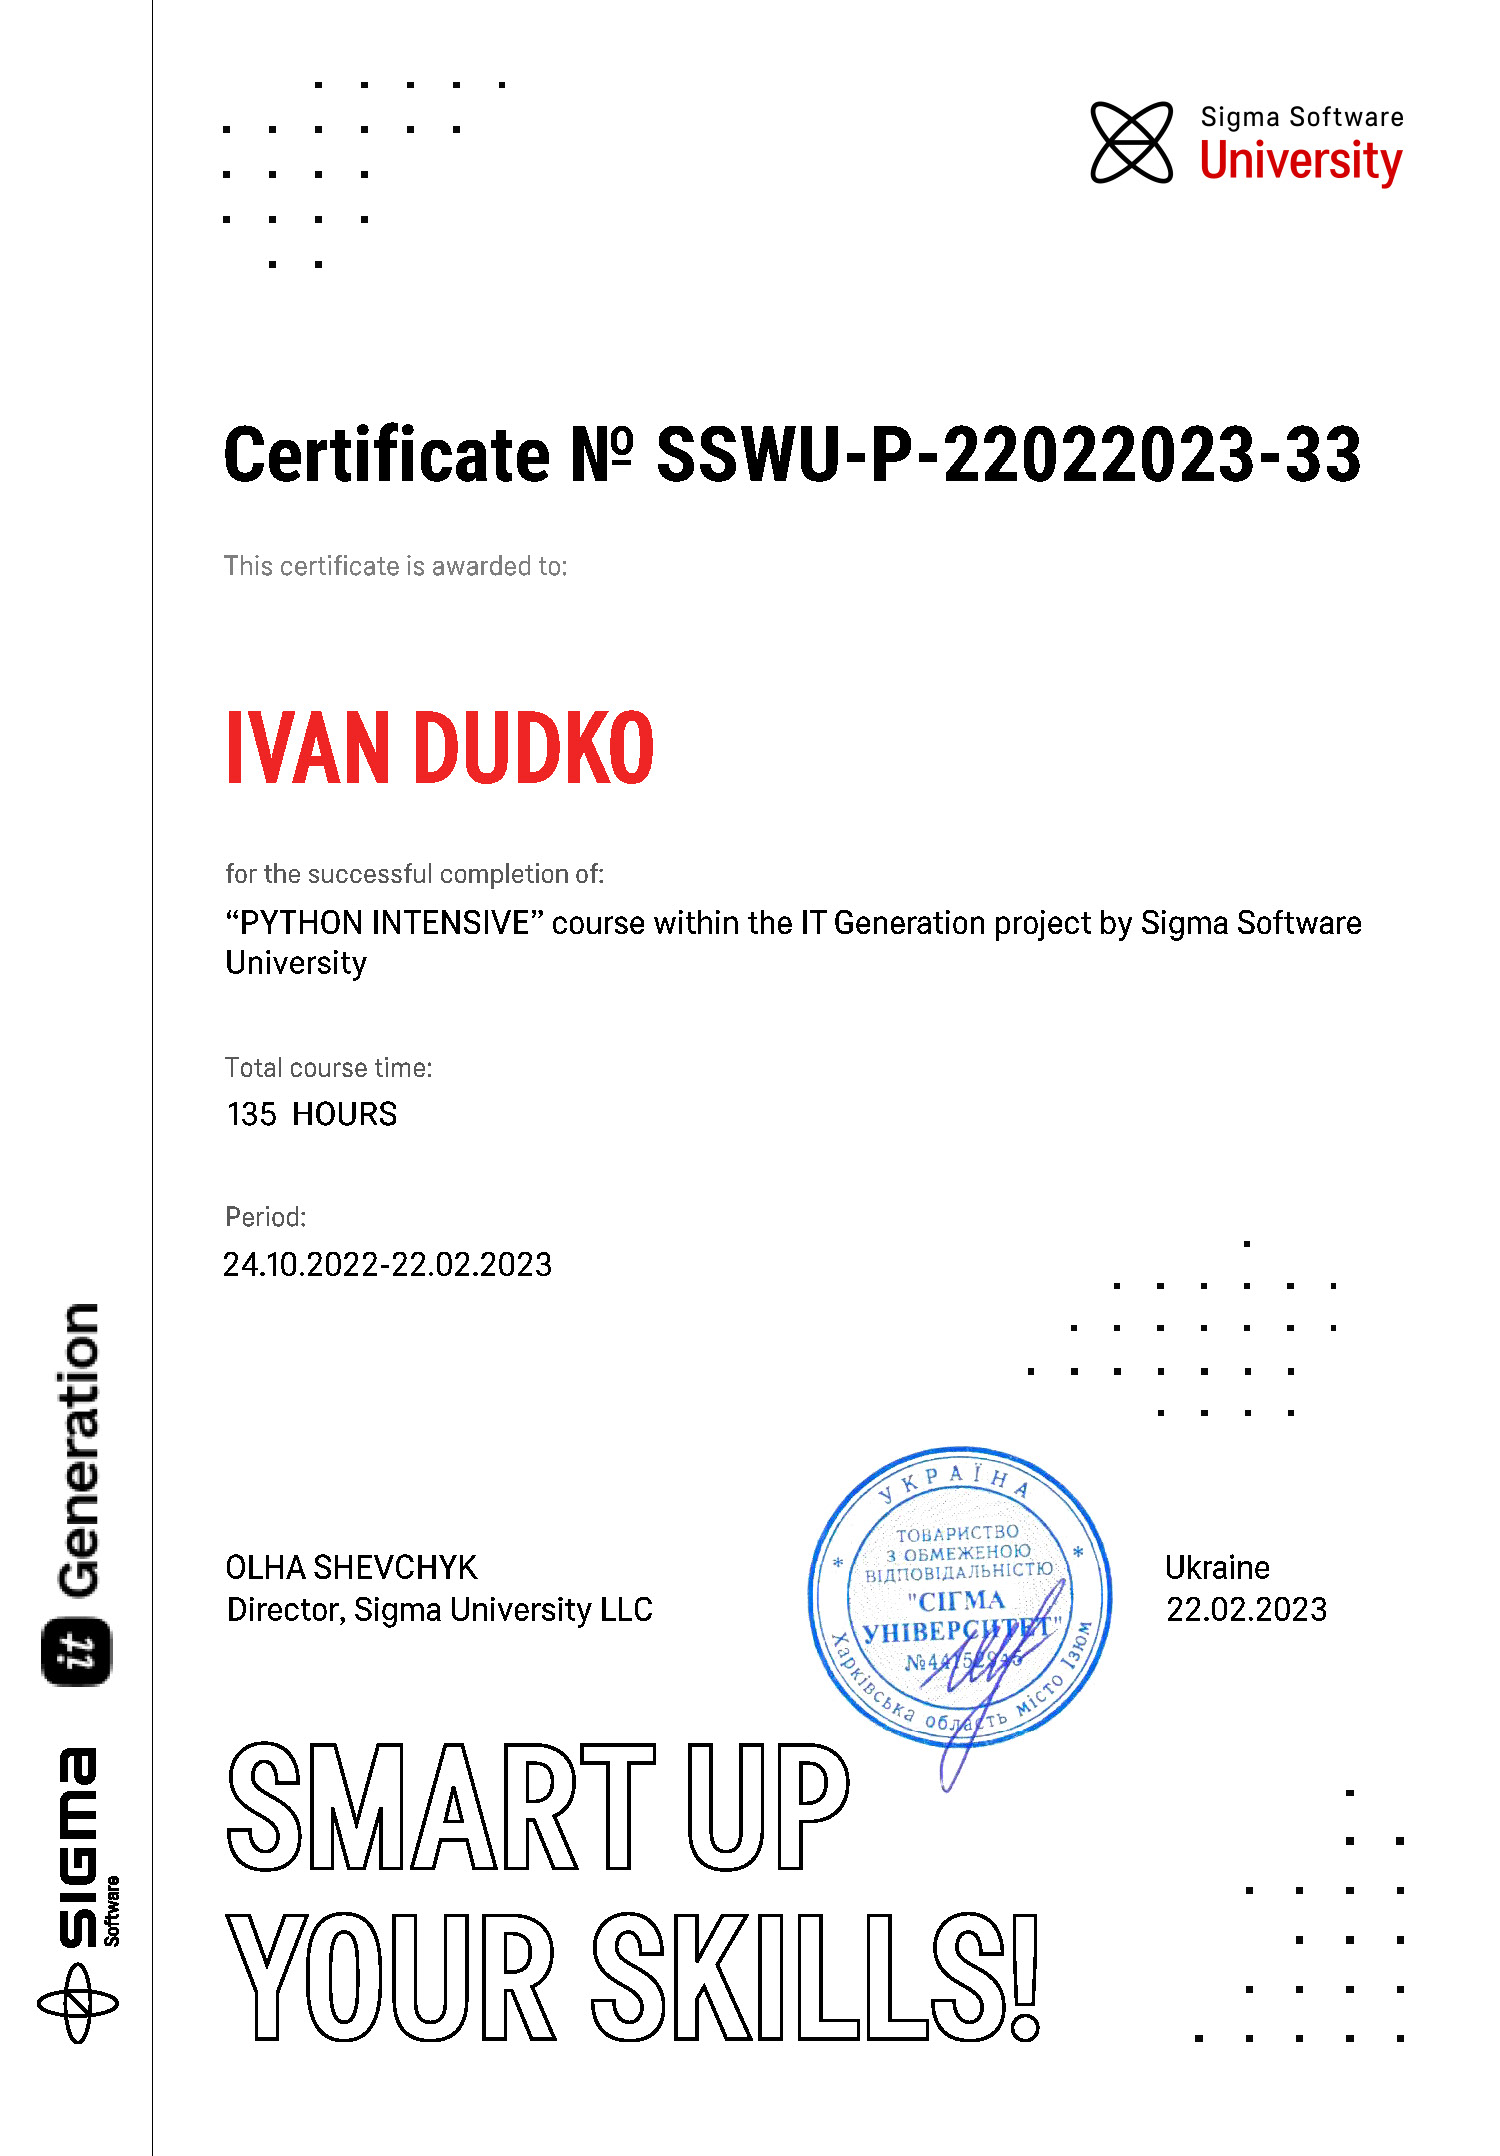 Sigma Software
University
Certificate № SSWU-P-22022023-33
This certificate is awarded to:
IVAN DUDKO
for the successful completion of:
“PYTHON INTENSIVE” course within the IT Generation project by Sigma Software
University
Total course time:
135 HOURS
Period:
24.10.2022-22.02.2023
OLHA SHEVCHYK
Director, Sigma University LLC
УКРАЇНА
ТОВАРИСТВО
З ОБМЕЖЕНОЮ
ВІДПОВІДАЛЬНІСТЮ
"СІГМА
УНІВЕРСИТЕТ"
Харківська область місто Ізюм
Ukraine
22.02.2023
SMART UP
YOUR SKILLS!
it Generation
sigma
Software